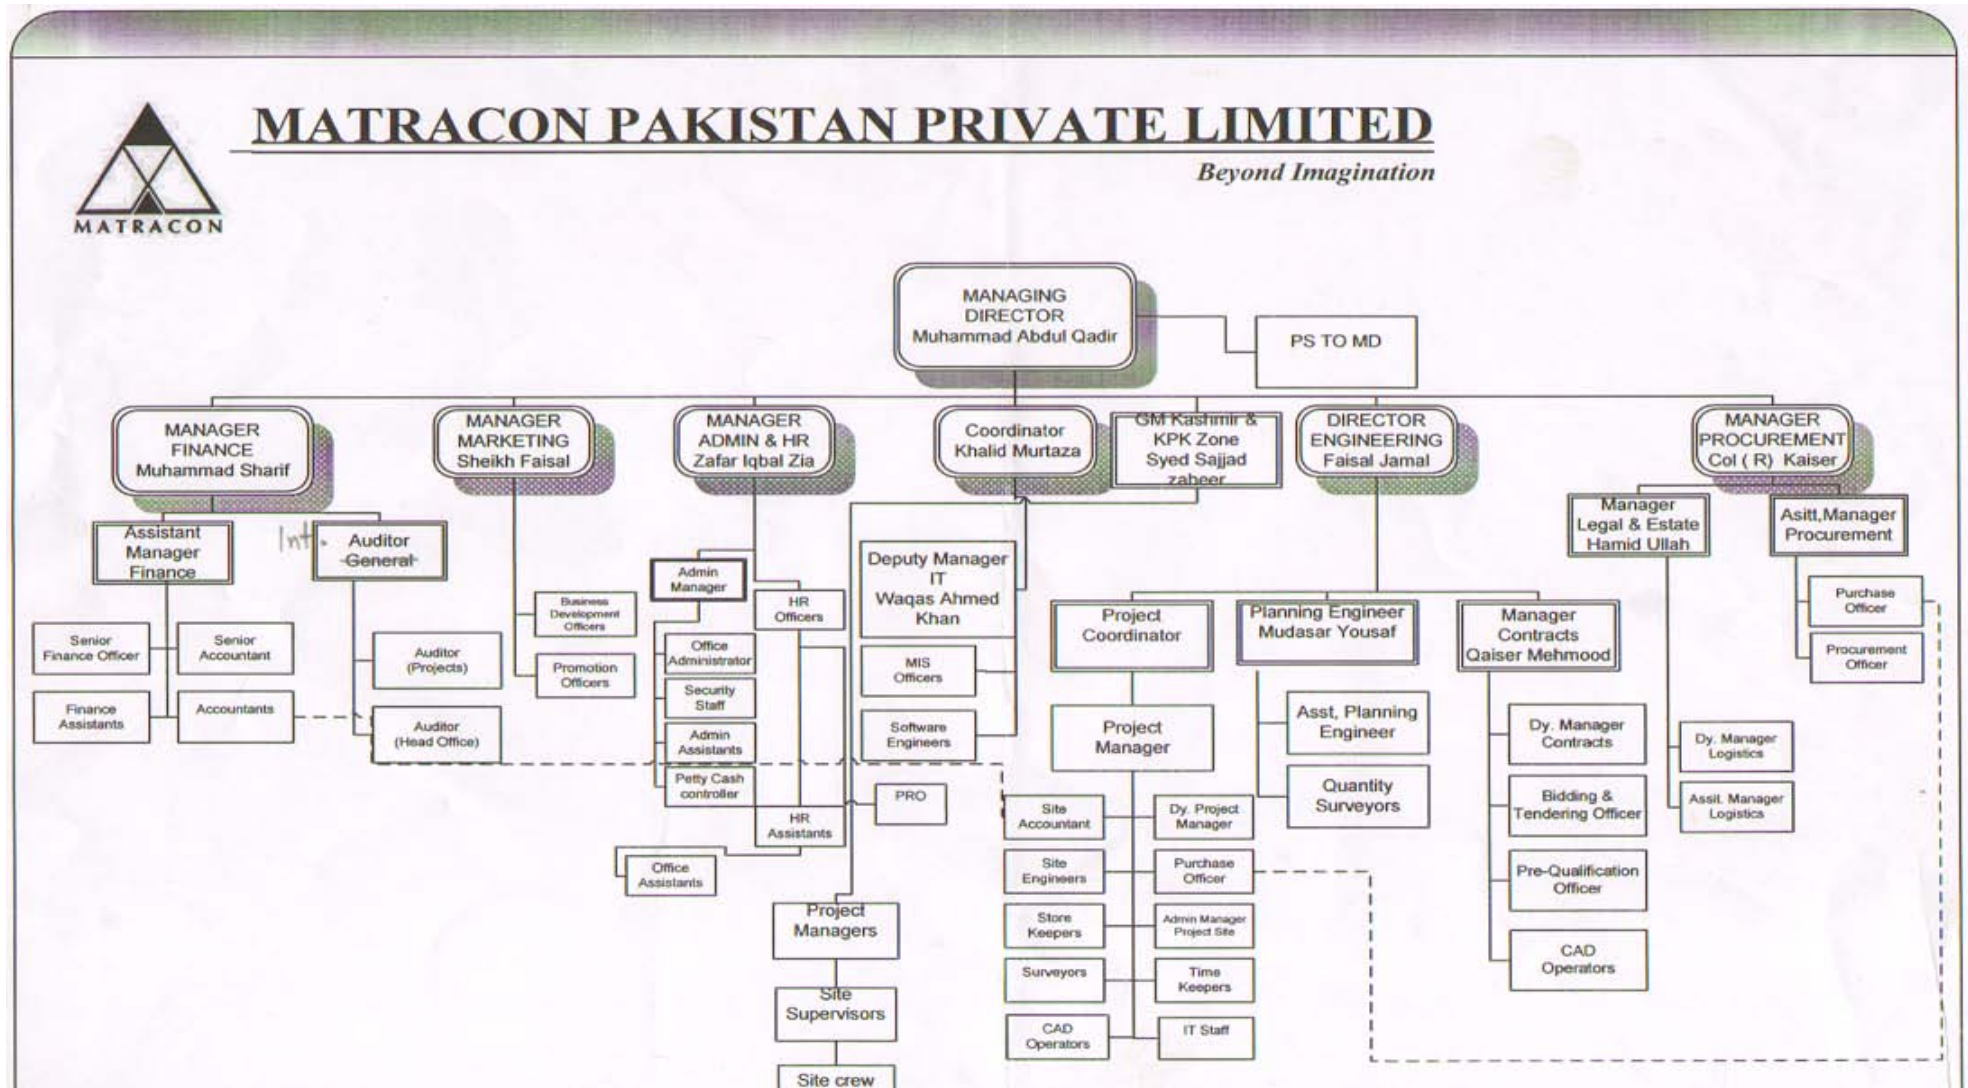 MATRACON PAKISTAN PRIVATE LIMITED
Beyond Imagination
MATRACON
MANAGING
DIRECTOR
Muhammad Abdul Qadir
PS TO MD
MANAGER
FINANCE
Muhammad Sharif
MANAGER
MARKETING
Sheikh Faisal
MANAGER
ADMIN & HR
Zafar Iqbal Zia
Coordinator
Khalid Murtaza
GM Kashmir &
KPK Zone
Syed Sajjad
zaheer
DIRECTOR
ENGINEERING
Faisal Jamal
MANAGER
PROCUREMENT
Col ( R) Kaiser
Assistant
Manager
Finance
Int.
Auditor
General
Senior
Finance Officer
Senior
Accountant
Finance
Assistants
Accountants
Auditor
(Projects)
Auditor
(Head Office)
Business
Development
Officers
Promotion
Officers
Admin
Manager
HR
Officers
Office
Administrator
Security
Staff
Admin
Assistants
Petty Cash
controller
HR
Assistants
Office
Assistants
PRO
Deputy Manager
IT
Waqas Ahmed
Khan
MIS
Officers
Software
Engineers
Project
Managers
Site
Supervisors
Site crew
Project
Coordinator
Project
Manager
Site
Accountant
Dy. Project
Manager
Site
Engineers
Purchase
Officer
Store
Keepers
Admin Manager
Project Site
Surveyors
Time
Keepers
CAD
Operators
IT Staff
Planning Engineer
Mudasar Yousaf
Asst, Planning
Engineer
Quantity
Surveyors
Manager
Contracts
Qaiser Mehmood
Dy. Manager
Contracts
Bidding &
Tendering Officer
Pre-Qualification
Officer
CAD
Operators
Manager
Legal & Estate
Hamid Ullah
Dy. Manager
Logistics
Assit. Manager
Logistics
Asitt,Manager
Procurement
Purchase
Officer
Procurement
Officer